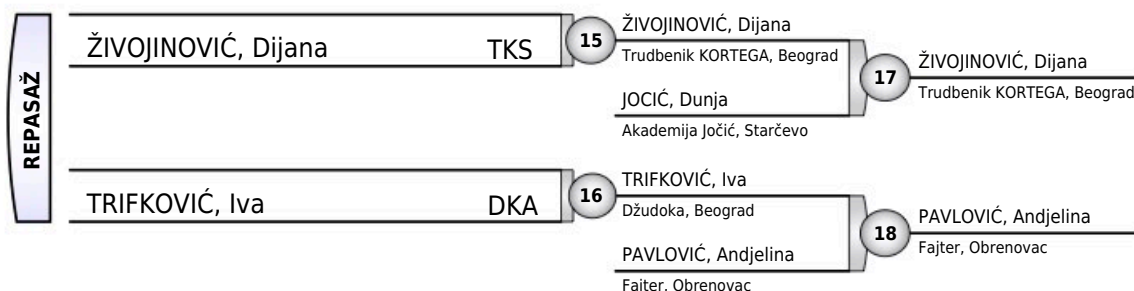 REPASAŽ
ŽIVOJINOVIĆ, Dijana TKS
15
ŽIVOJINOVIĆ, Dijana
Trudbenik KORTEGA, Beograd
JOCIĆ, Dunja
Akademija Jočić, Starčevo
17
ŽIVOJINOVIĆ, Dijana
Trudbenik KORTEGA, Beograd
TRIFKOVIĆ, Iva DKA
16
TRIFKOVIĆ, Iva
Džudoka, Beograd
PAVLOVIĆ, Andjelina
Fajter, Obrenovac
18
PAVLOVIĆ, Andjelina
Fajter, Obrenovac